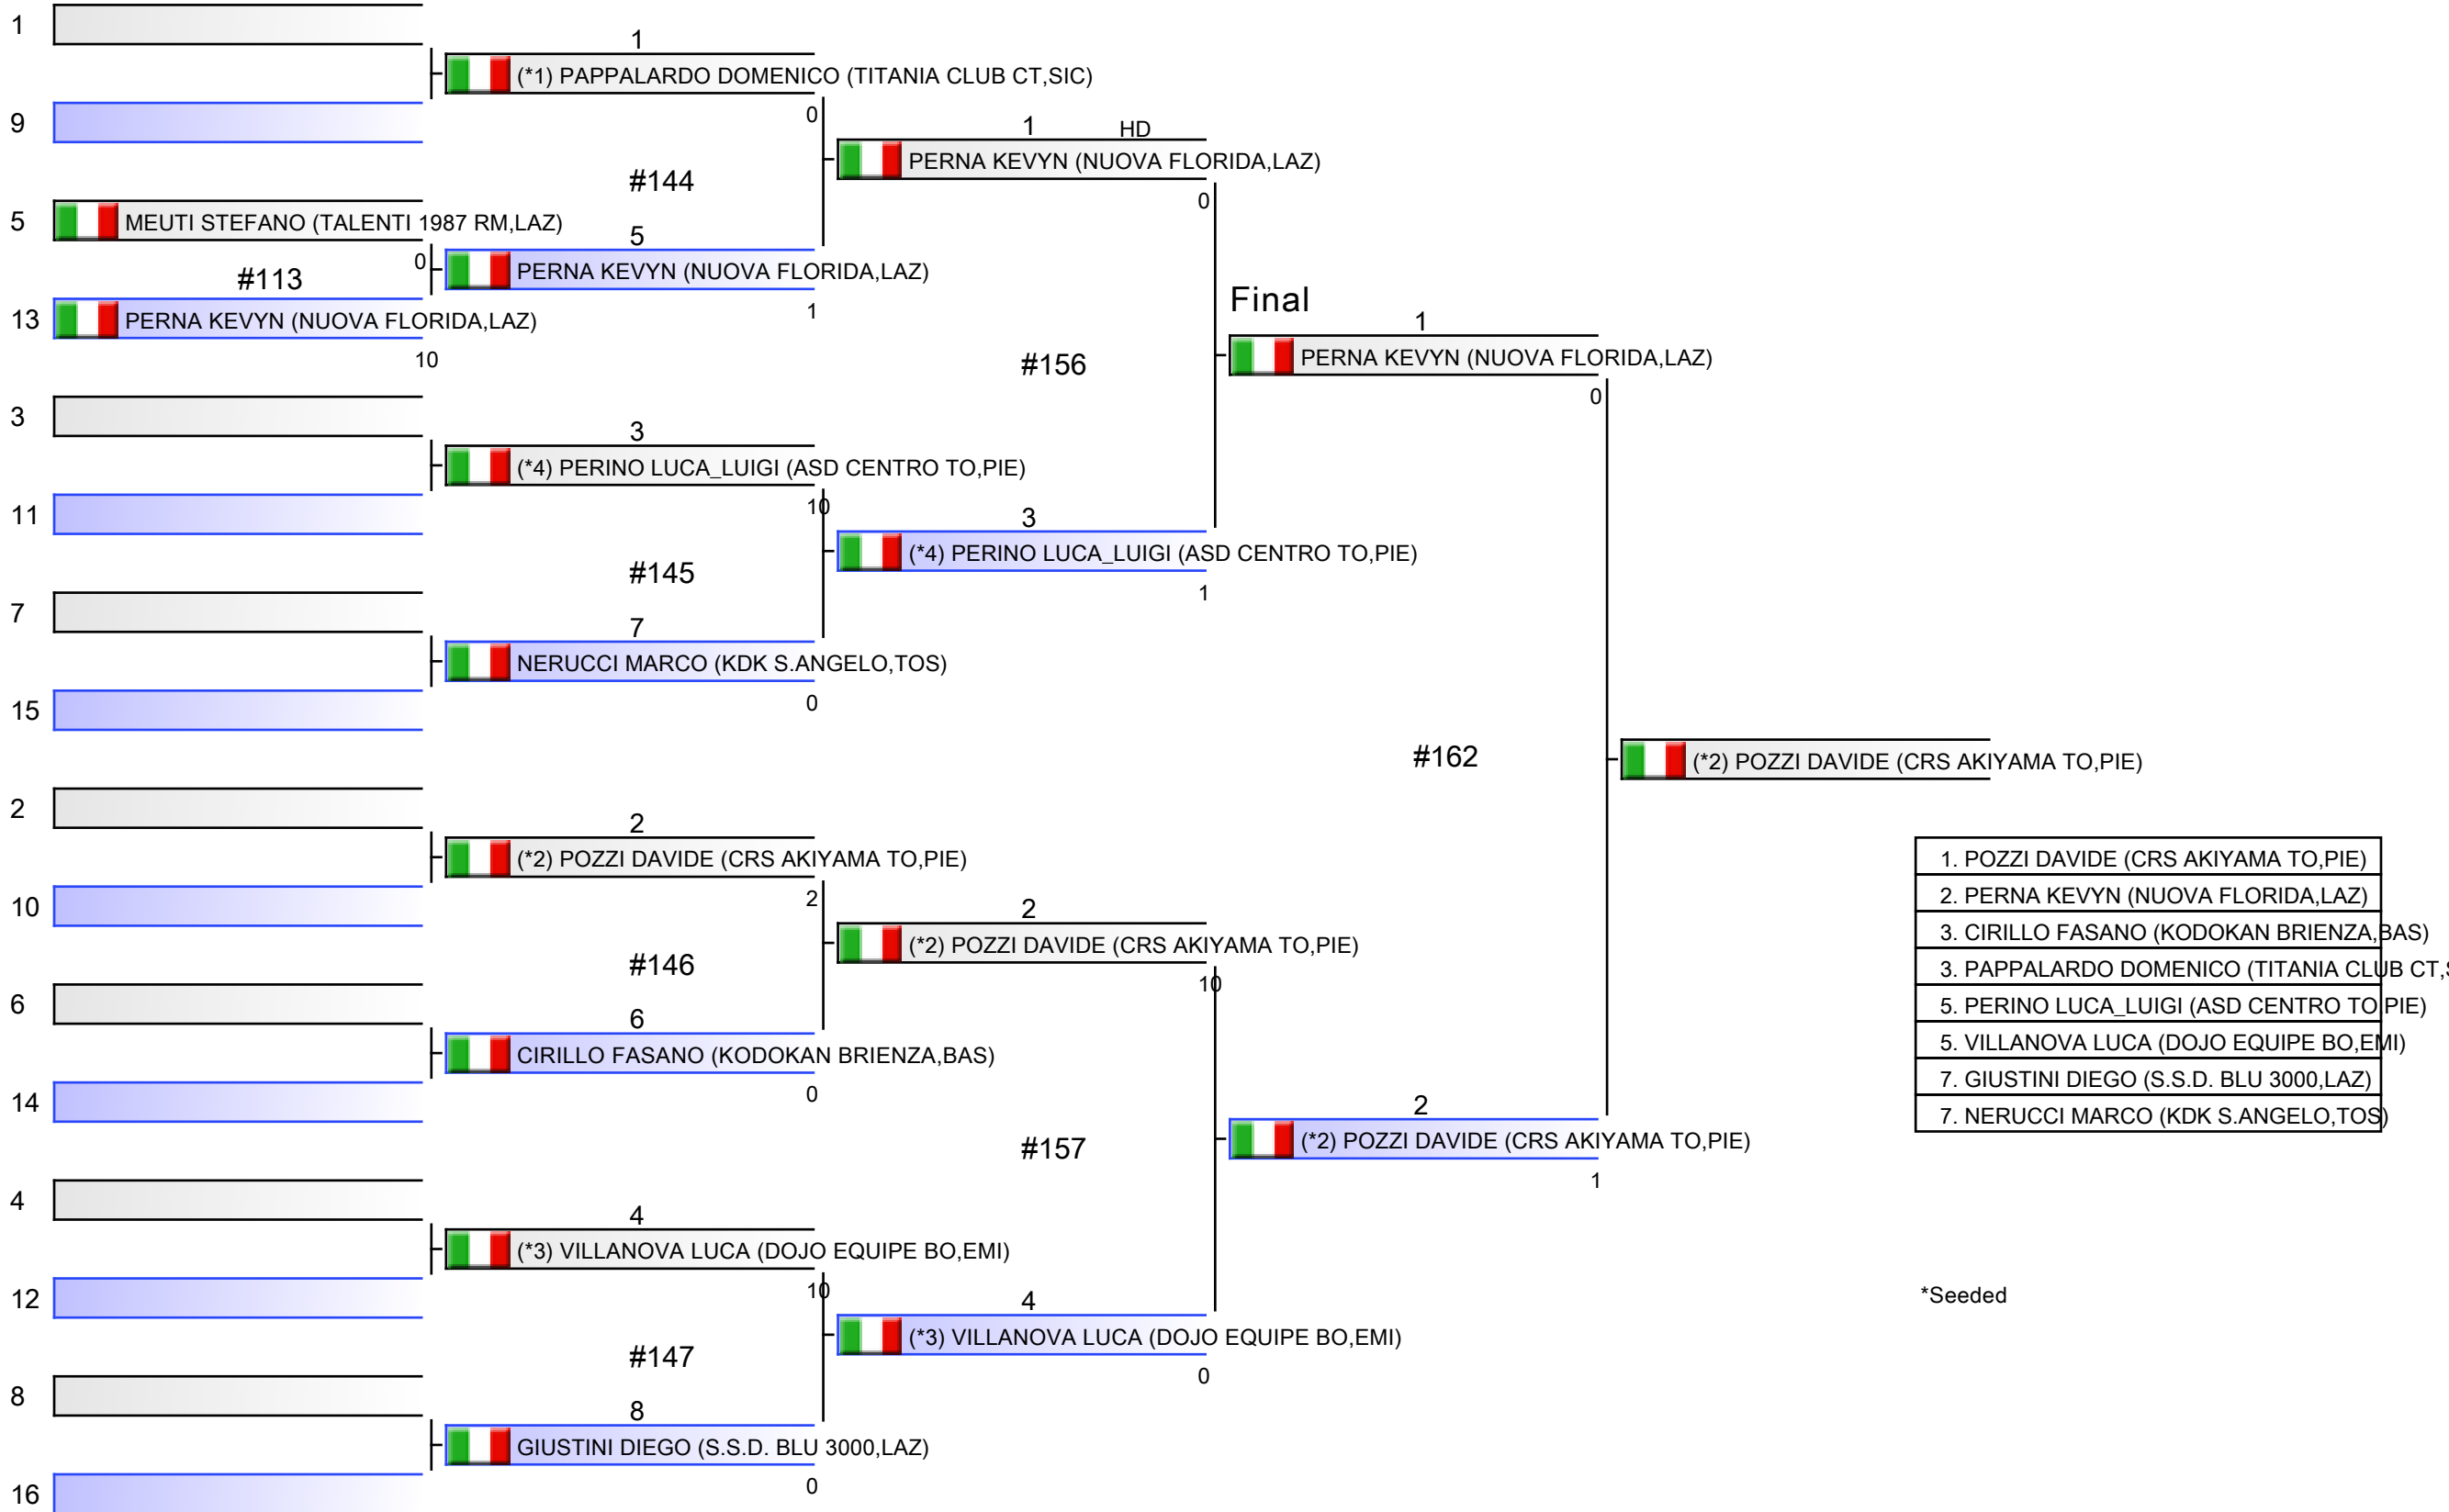 1
1
(*1) PAPPALARDO DOMENICO (TITANIA CLUB CT,SIC)
9
0
1 HD
PERNA KEVYN (NUOVA FLORIDA,LAZ)
#144
0
5
MEUTI STEFANO (TALENTI 1987 RM,LAZ)
5
0
#113
PERNA KEVYN (NUOVA FLORIDA,LAZ)
1
13
PERNA KEVYN (NUOVA FLORIDA,LAZ)
10
Final
1
PERNA KEVYN (NUOVA FLORIDA,LAZ)
#156
0
3
3
(*4) PERINO LUCA_LUIGI (ASD CENTRO TO,PIE)
11
10
3
(*4) PERINO LUCA_LUIGI (ASD CENTRO TO,PIE)
#145
1
7
7
NERUCCI MARCO (KDK S.ANGELO,TOS)
0
15
#162
(*2) POZZI DAVIDE (CRS AKIYAMA TO,PIE)
2
2
(*2) POZZI DAVIDE (CRS AKIYAMA TO,PIE)
10
2
2
(*2) POZZI DAVIDE (CRS AKIYAMA TO,PIE)
#146
10
6
6
CIRILLO FASANO (KODOKAN BRIENZA,BAS)
0
14
#157
2
(*2) POZZI DAVIDE (CRS AKIYAMA TO,PIE)
1
4
4
(*3) VILLANOVA LUCA (DOJO EQUIPE BO,EMI)
12
10
4
(*3) VILLANOVA LUCA (DOJO EQUIPE BO,EMI)
#147
0
8
8
GIUSTINI DIEGO (S.S.D. BLU 3000,LAZ)
0
16
1. POZZI DAVIDE (CRS AKIYAMA TO,PIE)
2. PERNA KEVYN (NUOVA FLORIDA,LAZ)
3. CIRILLO FASANO (KODOKAN BRIENZA,BAS)
3. PAPPALARDO DOMENICO (TITANIA CLUB CT,S
5. PERINO LUCA_LUIGI (ASD CENTRO TO,PIE)
5. VILLANOVA LUCA (DOJO EQUIPE BO,EMI)
7. GIUSTINI DIEGO (S.S.D. BLU 3000,LAZ)
7. NERUCCI MARCO (KDK S.ANGELO,TOS)
*Seeded